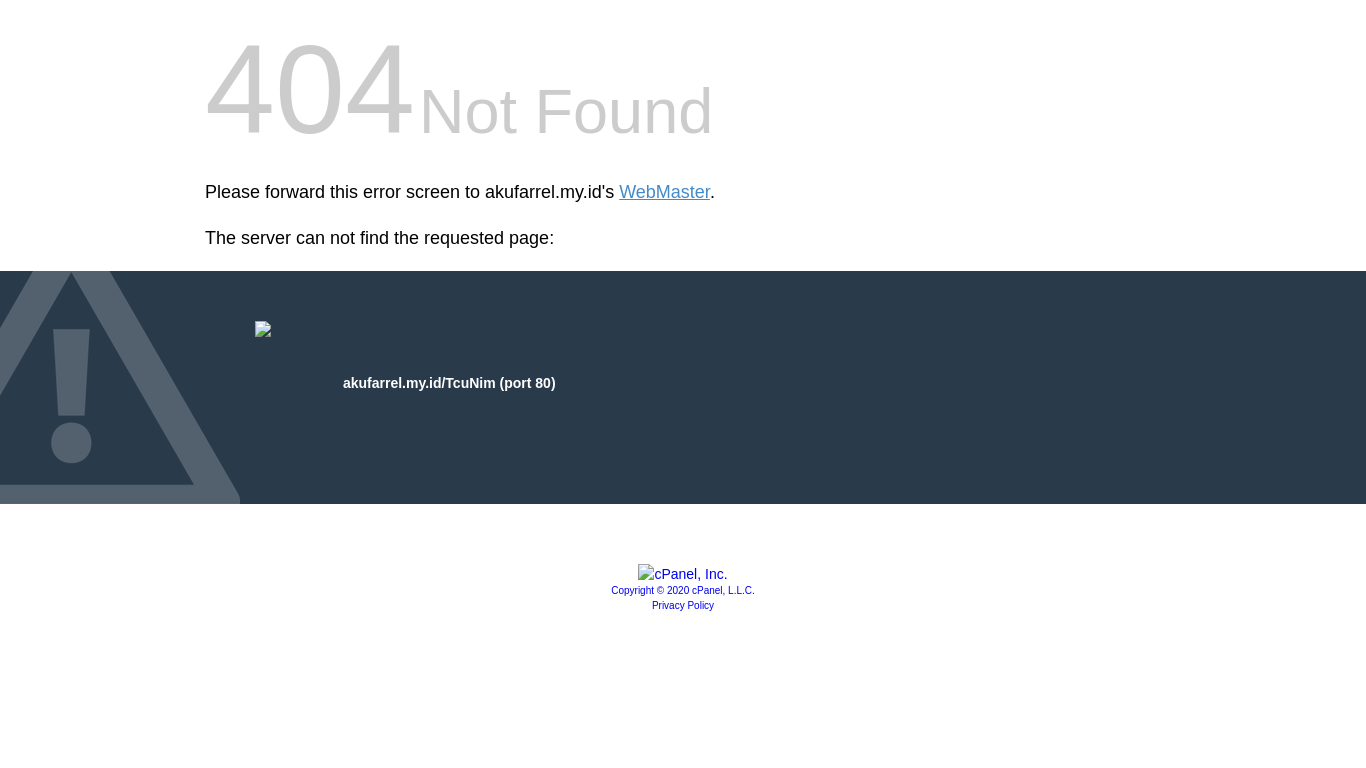 404 Not Found
Please forward this error screen to akufarrel.my.id's WebMaster.
The server can not find the requested page:
akufarrel.my.id/TcuNim (port 80)
cPanel, Inc.
Copyright © 2020 cPanel, L.L.C.
Privacy Policy